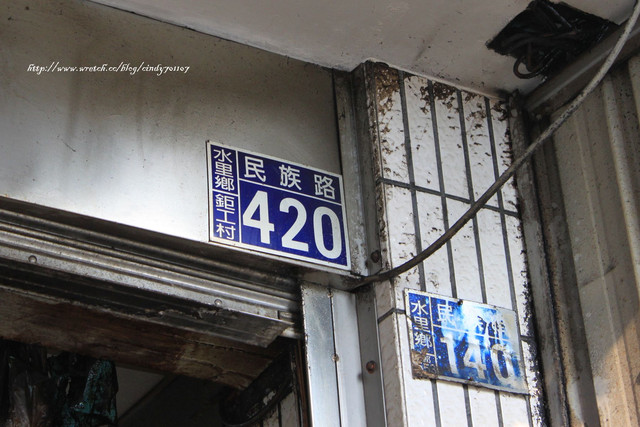 http://www.wretch.cc/blog/cindy701107
水里鄉 鉅工村
民族路
420
水里鄉
民
140